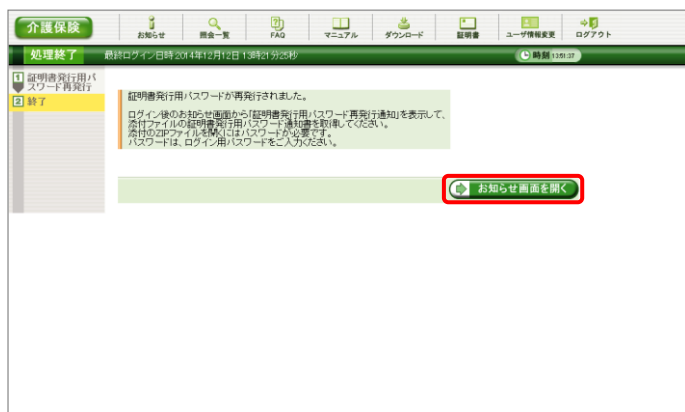 介護保険
お知らせ
照会一覧
FAQ
マニュアル
ダウンロード
証明書
ユーザ情報変更
ログアウト
処理終了
最終ログイン日時:2014年12月12日 13時21分25秒
時刻 13:51:37
1 証明書発行用パ
スワード再発行
2 終了
証明書発行用パスワードが再発行されました。
ログイン後のお知らせ画面から「証明書発行用パスワード再発行通知」を表示して、
添付ファイルの証明書発行用パスワード通知書を取得してください。
添付のZIPファイルを開くにはパスワードが必要です。
パスワードは、ログイン用パスワードをご入力ください。
お知らせ画面を開く